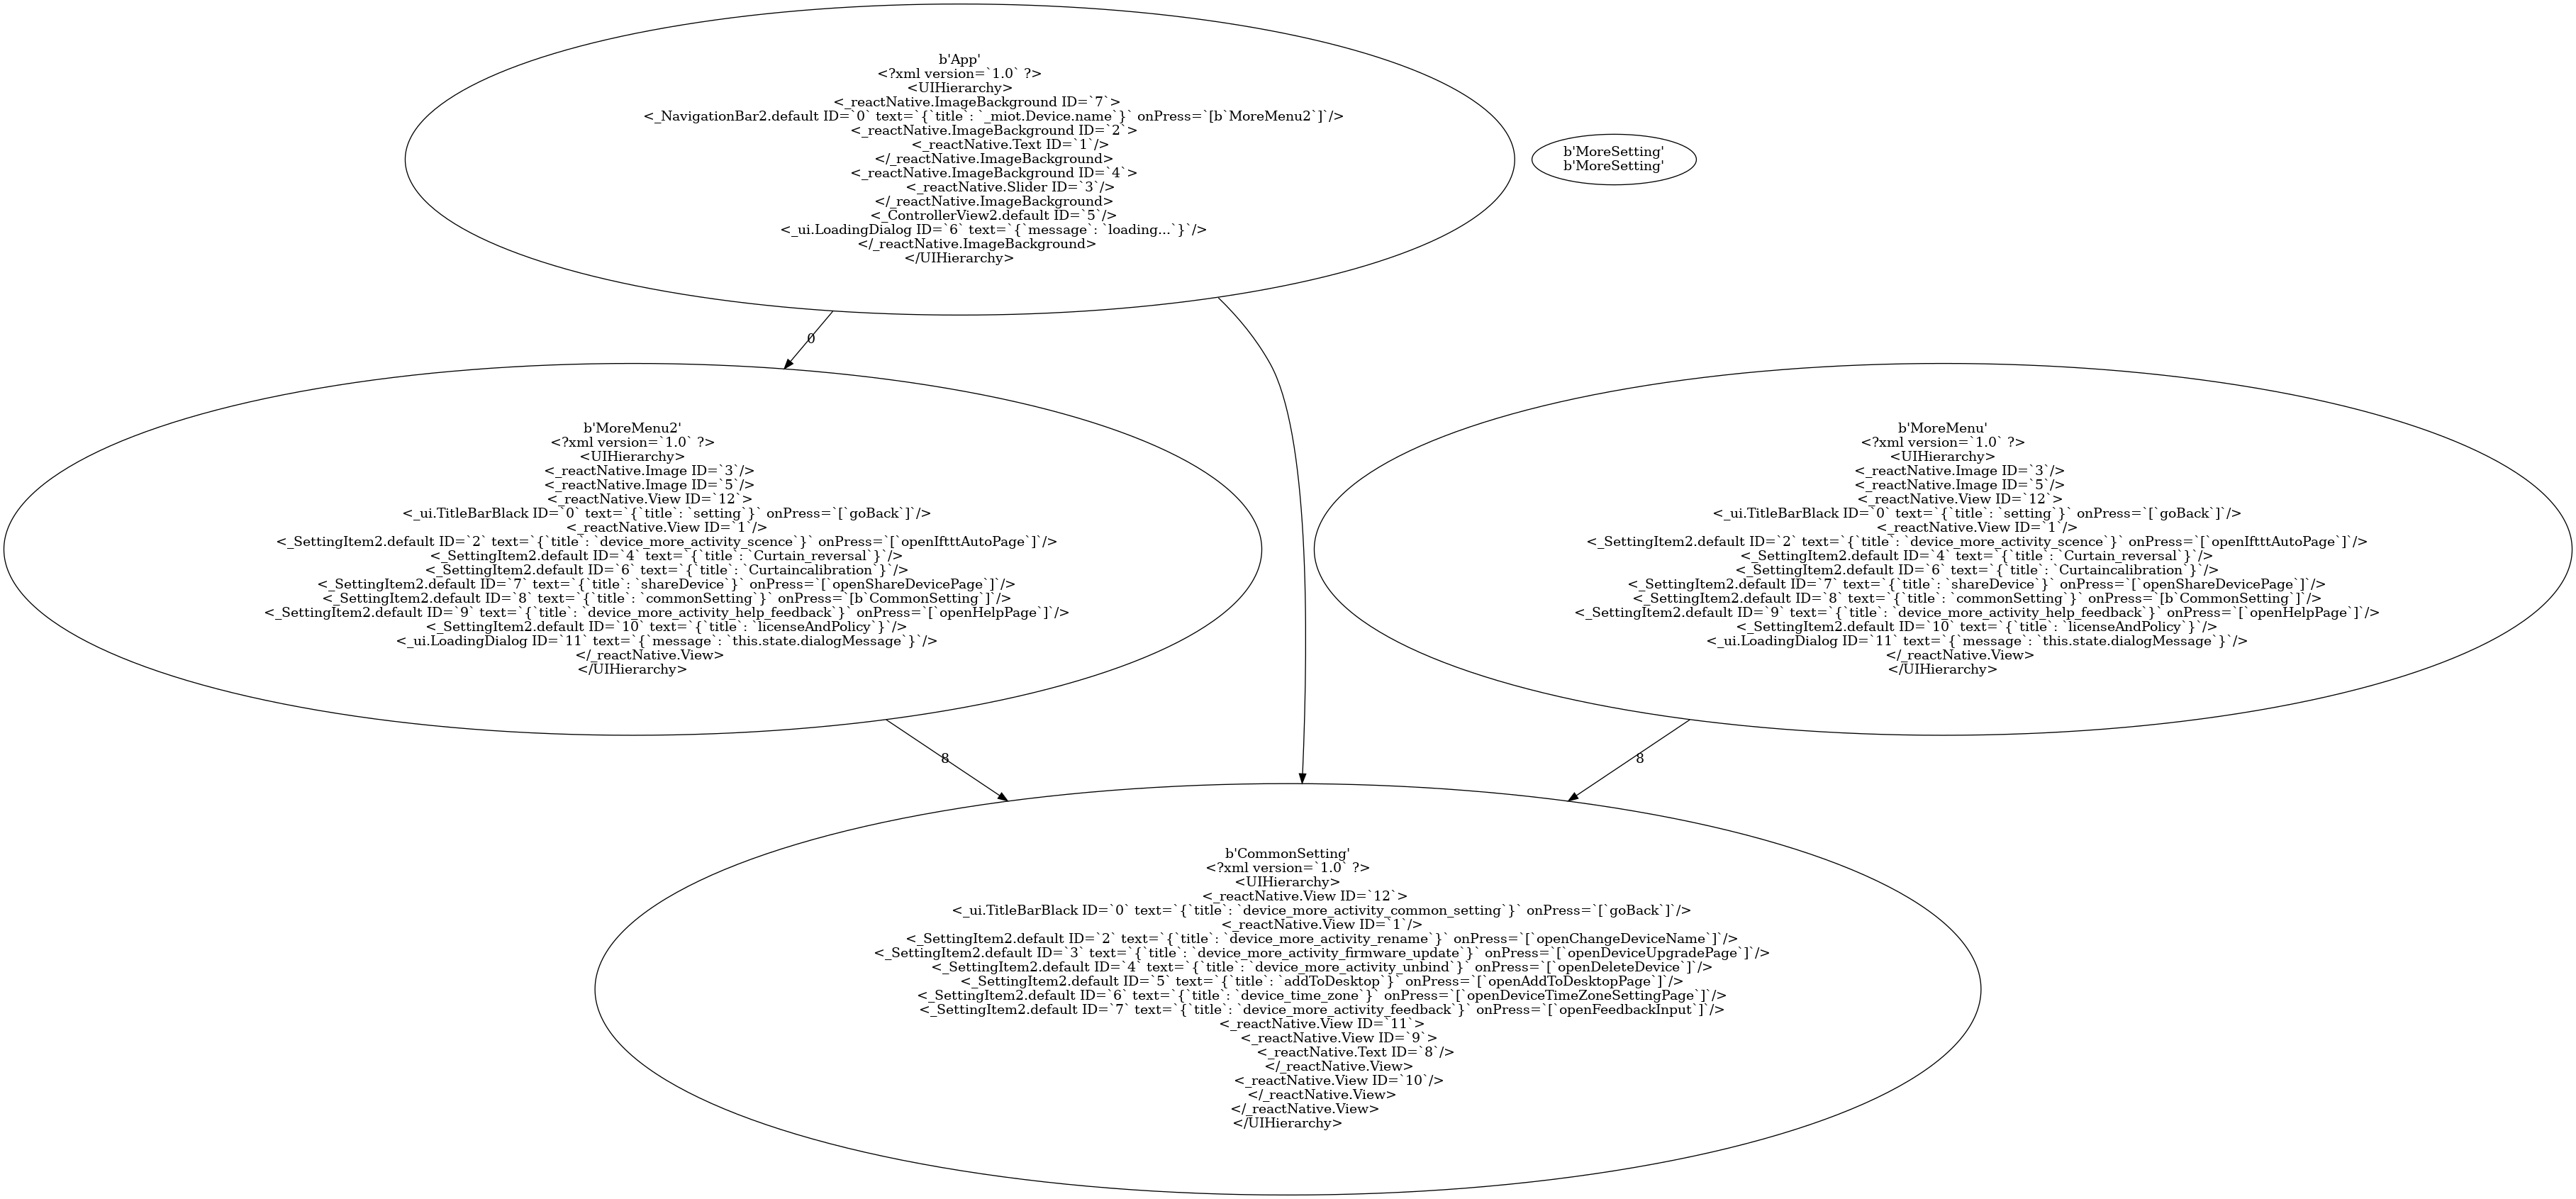 b'App'
<?xml version=`1.0` ?>
<UIHierarchy>
<_reactNative.ImageBackground ID=`7`>
<_NavigationBar2.default ID=`0` text=`{`title`: `_miot.Device.name`}` onPress=`[b`MoreMenu2`]`/>
<_reactNative.ImageBackground ID=`2`>
<_reactNative.Text ID=`1`/>
</_reactNative.ImageBackground>
<_reactNative.ImageBackground ID=`4`>
<_reactNative.Slider ID=`3`/>
</_reactNative.ImageBackground>
<_ControllerView2.default ID=`5`/>
<_ui.LoadingDialog ID=`6` text=`{`message`: `loading...`}`/>
</_reactNative.ImageBackground>
</UIHierarchy>
b'MoreSetting'
b'MoreSetting'
0
b'MoreMenu2'
<?xml version=`1.0` ?>
<UIHierarchy>
<_reactNative.Image ID=`3`/>
<_reactNative.Image ID=`5`/>
<_reactNative.View ID=`12`>
<_ui.TitleBarBlack ID=`0` text=`{`title`: `setting`}` onPress=`[`goBack`]`/>
<_reactNative.View ID=`1`/>
<_SettingItem2.default ID=`2` text=`{`title`: `device_more_activity_scence`}` onPress=`[`openIftttAutoPage`]`/>
<_SettingItem2.default ID=`4` text=`{`title`: `Curtain_reversal`}`/>
<_SettingItem2.default ID=`6` text=`{`title`: `Curtaincalibration`}`/>
<_SettingItem2.default ID=`7` text=`{`title`: `shareDevice`}` onPress=`[`openShareDevicePage`]`/>
<_SettingItem2.default ID=`8` text=`{`title`: `commonSetting`}` onPress=`[b`CommonSetting`]`/>
<_SettingItem2.default ID=`9` text=`{`title`: `device_more_activity_help_feedback`}` onPress=`[`openHelpPage`]`/>
<_SettingItem2.default ID=`10` text=`{`title`: `licenseAndPolicy`}`/>
<_ui.LoadingDialog ID=`11` text=`{`message`: `this.state.dialogMessage`}`/>
</_reactNative.View>
</UIHierarchy>
b'MoreMenu'
<?xml version=`1.0` ?>
<UIHierarchy>
<_reactNative.Image ID=`3`/>
<_reactNative.Image ID=`5`/>
<_reactNative.View ID=`12`>
<_ui.TitleBarBlack ID=`0` text=`{`title`: `setting`}` onPress=`[`goBack`]`/>
<_reactNative.View ID=`1`/>
<_SettingItem2.default ID=`2` text=`{`title`: `device_more_activity_scence`}` onPress=`[`openIftttAutoPage`]`/>
<_SettingItem2.default ID=`4` text=`{`title`: `Curtain_reversal`}`/>
<_SettingItem2.default ID=`6` text=`{`title`: `Curtaincalibration`}`/>
<_SettingItem2.default ID=`7` text=`{`title`: `shareDevice`}` onPress=`[`openShareDevicePage`]`/>
<_SettingItem2.default ID=`8` text=`{`title`: `commonSetting`}` onPress=`[b`CommonSetting`]`/>
<_SettingItem2.default ID=`9` text=`{`title`: `device_more_activity_help_feedback`}` onPress=`[`openHelpPage`]`/>
<_SettingItem2.default ID=`10` text=`{`title`: `licenseAndPolicy`}`/>
<_ui.LoadingDialog ID=`11` text=`{`message`: `this.state.dialogMessage`}`/>
</_reactNative.View>
</UIHierarchy>
8
8
b'CommonSetting'
<?xml version=`1.0` ?>
<UIHierarchy>
<_reactNative.View ID=`12`>
<_ui.TitleBarBlack ID=`0` text=`{`title`: `device_more_activity_common_setting`}` onPress=`[`goBack`]`/>
<_reactNative.View ID=`1`/>
<_SettingItem2.default ID=`2` text=`{`title`: `device_more_activity_rename`}` onPress=`[`openChangeDeviceName`]`/>
<_SettingItem2.default ID=`3` text=`{`title`: `device_more_activity_firmware_update`}` onPress=`[`openDeviceUpgradePage`]`/>
<_SettingItem2.default ID=`4` text=`{`title`: `device_more_activity_unbind`}` onPress=`[`openDeleteDevice`]`/>
<_SettingItem2.default ID=`5` text=`{`title`: `addToDesktop`}` onPress=`[`openAddToDesktopPage`]`/>
<_SettingItem2.default ID=`6` text=`{`title`: `device_time_zone`}` onPress=`[`openDeviceTimeZoneSettingPage`]`/>
<_SettingItem2.default ID=`7` text=`{`title`: `device_more_activity_feedback`}` onPress=`[`openFeedbackInput`]`/>
<_reactNative.View ID=`11`>
<_reactNative.View ID=`9`>
<_reactNative.Text ID=`8`/>
</_reactNative.View>
<_reactNative.View ID=`10`/>
</_reactNative.View>
</_reactNative.View>
</UIHierarchy>